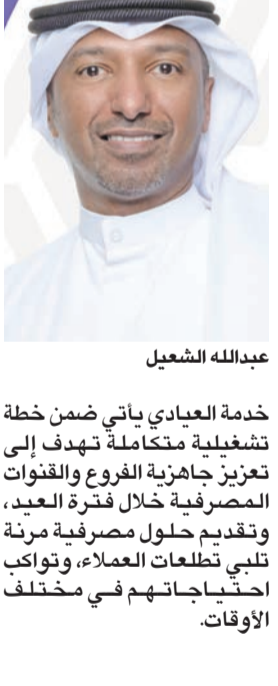 عبدالله الشعيل
خدمة العيادي يأتي ضمن خطة
تشغيلية متكاملة تهدف إلى
تعزيز جاهزية الفروع والقنوات
المصرفية خلال فترة العيد،
وتقديم حلول مصرفية مرنة
تلبي تطلعات العملاء، وتواكب
احتياجاتهم في مختلف
الأوقات.